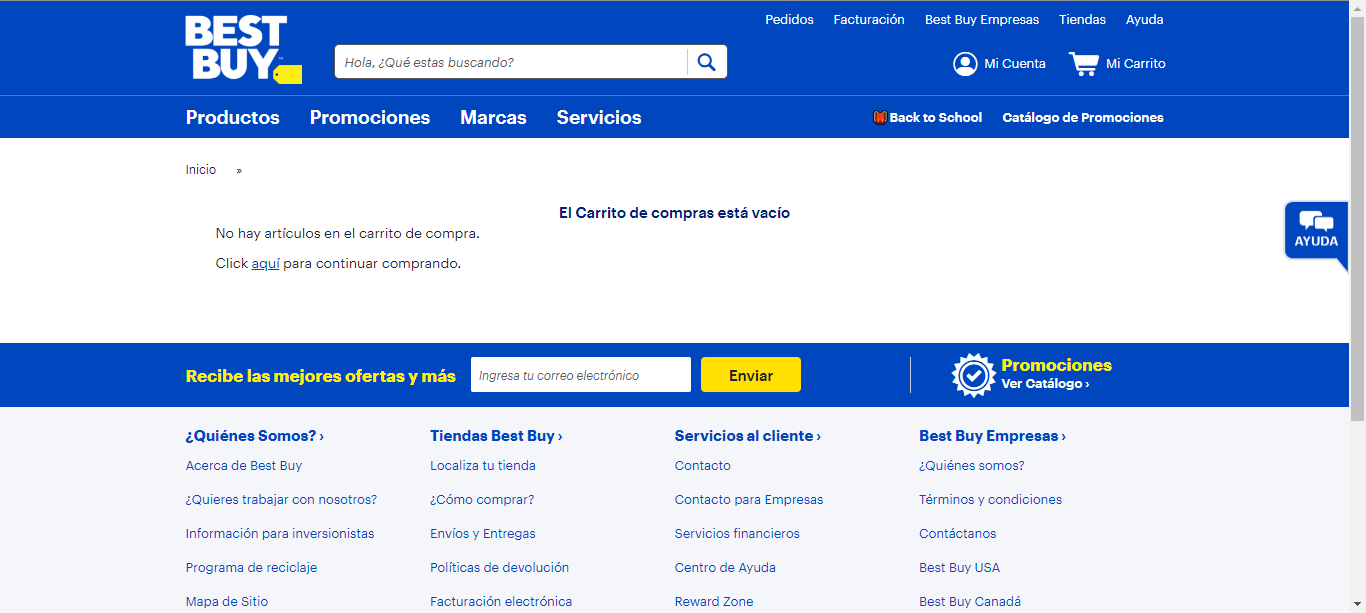 BEST
BUY
Pedidos Facturación Best Buy Empresas Tiendas Ayuda
Hola, ¿Qué estas buscando?
Mi Cuenta Mi Carrito
Productos Promociones Marcas Servicios
Back to School Catálogo de Promociones
Inicio »
El Carrito de compras está vacío
No hay artículos en el carrito de compra.
Click aquí para continuar comprando.
AYUDA
Recibe las mejores ofertas y más
Ingresa tu correo electrónico
Enviar
Promociones
Ver Catálogo ›
¿Quiénes Somos? › Tiendas Best Buy › Servicios al cliente › Best Buy Empresas ›
Acerca de Best Buy Localiza tu tienda Contacto ¿Quiénes somos?
¿Quieres trabajar con nosotros? ¿Cómo comprar? Contacto para Empresas Términos y condiciones
Información para inversionistas Envíos y Entregas Servicios financieros Contáctanos
Programa de reciclaje Políticas de devolución Centro de Ayuda Best Buy USA
Mapa de Sitio Facturación electrónica Reward Zone Best Buy Canadá